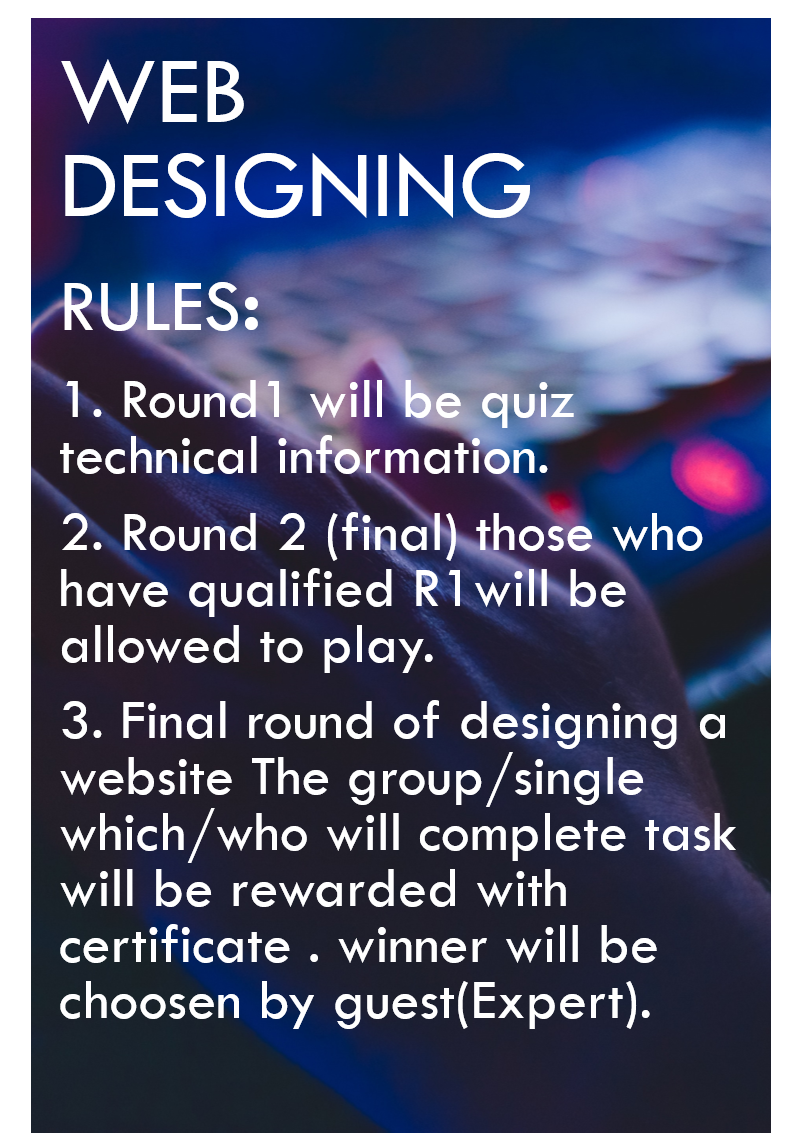 WEB
DESIGNING
RULES:
1. Round1 will be quiz
technical information.
2. Round 2 (final) those who
have qualified R1will be
allowed to play.
3. Final round of designing a
website The group/single
which/who will complete task
will be rewarded with
certificate . winner will be
choosen by guest(Expert).